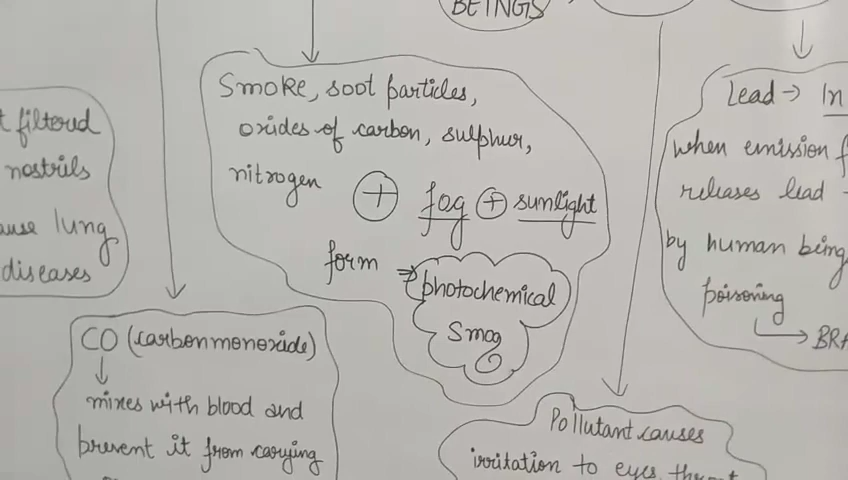 BEINGS
Smoke, soot particles,
oxides of carbon, sulphur,
nitrogen
+ fog + sunlight
form ⇒ photochemical
Smog
filtered
nostrils
lung
diseases
CO (carbonmonoxide)
↓
mixes with blood and
prevent it from carying
Pollutant causes
irritation to eyes,
Lead → In
when emission
releases lead
by human being
poisoning